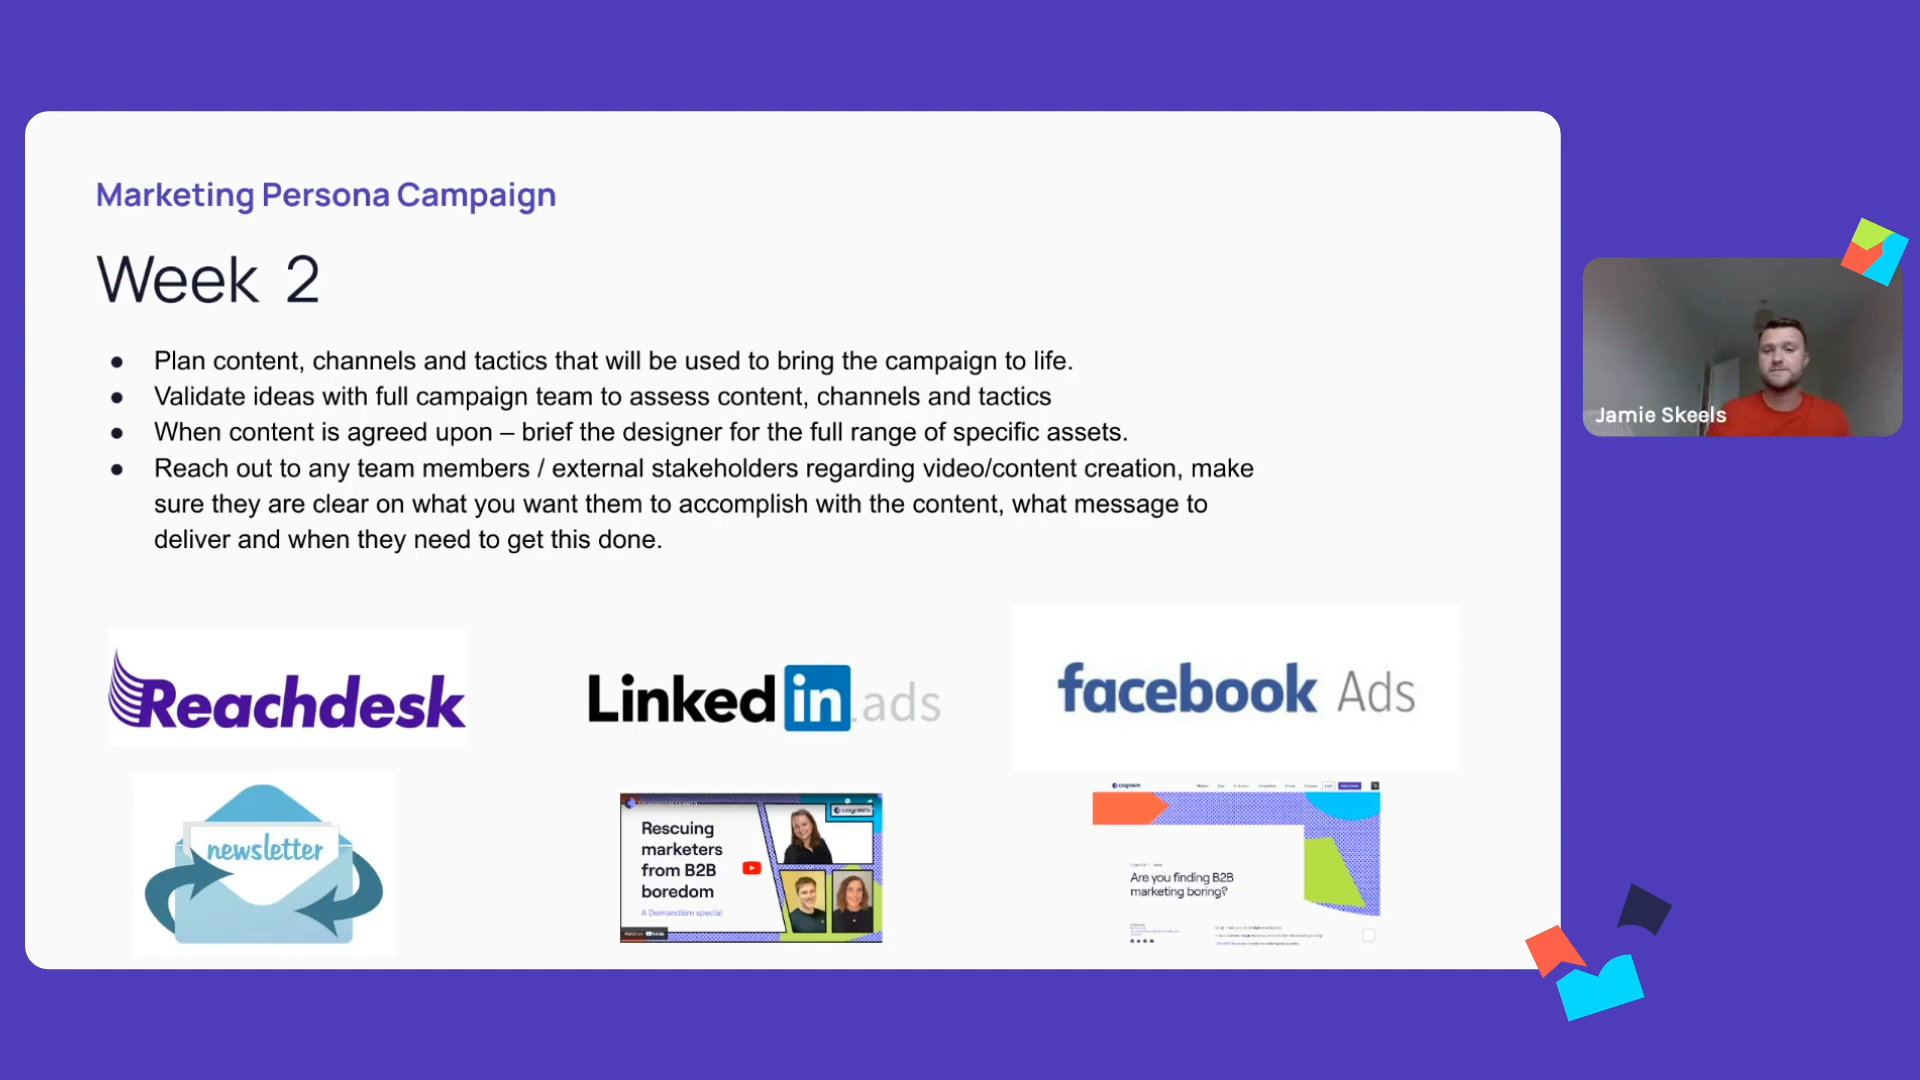 Marketing Persona Campaign
Week 2
● Plan content, channels and tactics that will be used to bring the campaign to life.
● Validate ideas with full campaign team to assess content, channels and tactics
● When content is agreed upon – brief the designer for the full range of specific assets.
● Reach out to any team members / external stakeholders regarding video/content creation, make
sure they are clear on what you want them to accomplish with the content, what message to
deliver and when they need to get this done.
Jamie Skeels
Reachdesk
Linked in.ads
facebook Ads
newsletter
cognism
Rescuing
marketers
from B2B
boredom
A Demandism special
cognism
Are you finding B2B
marketing boring?